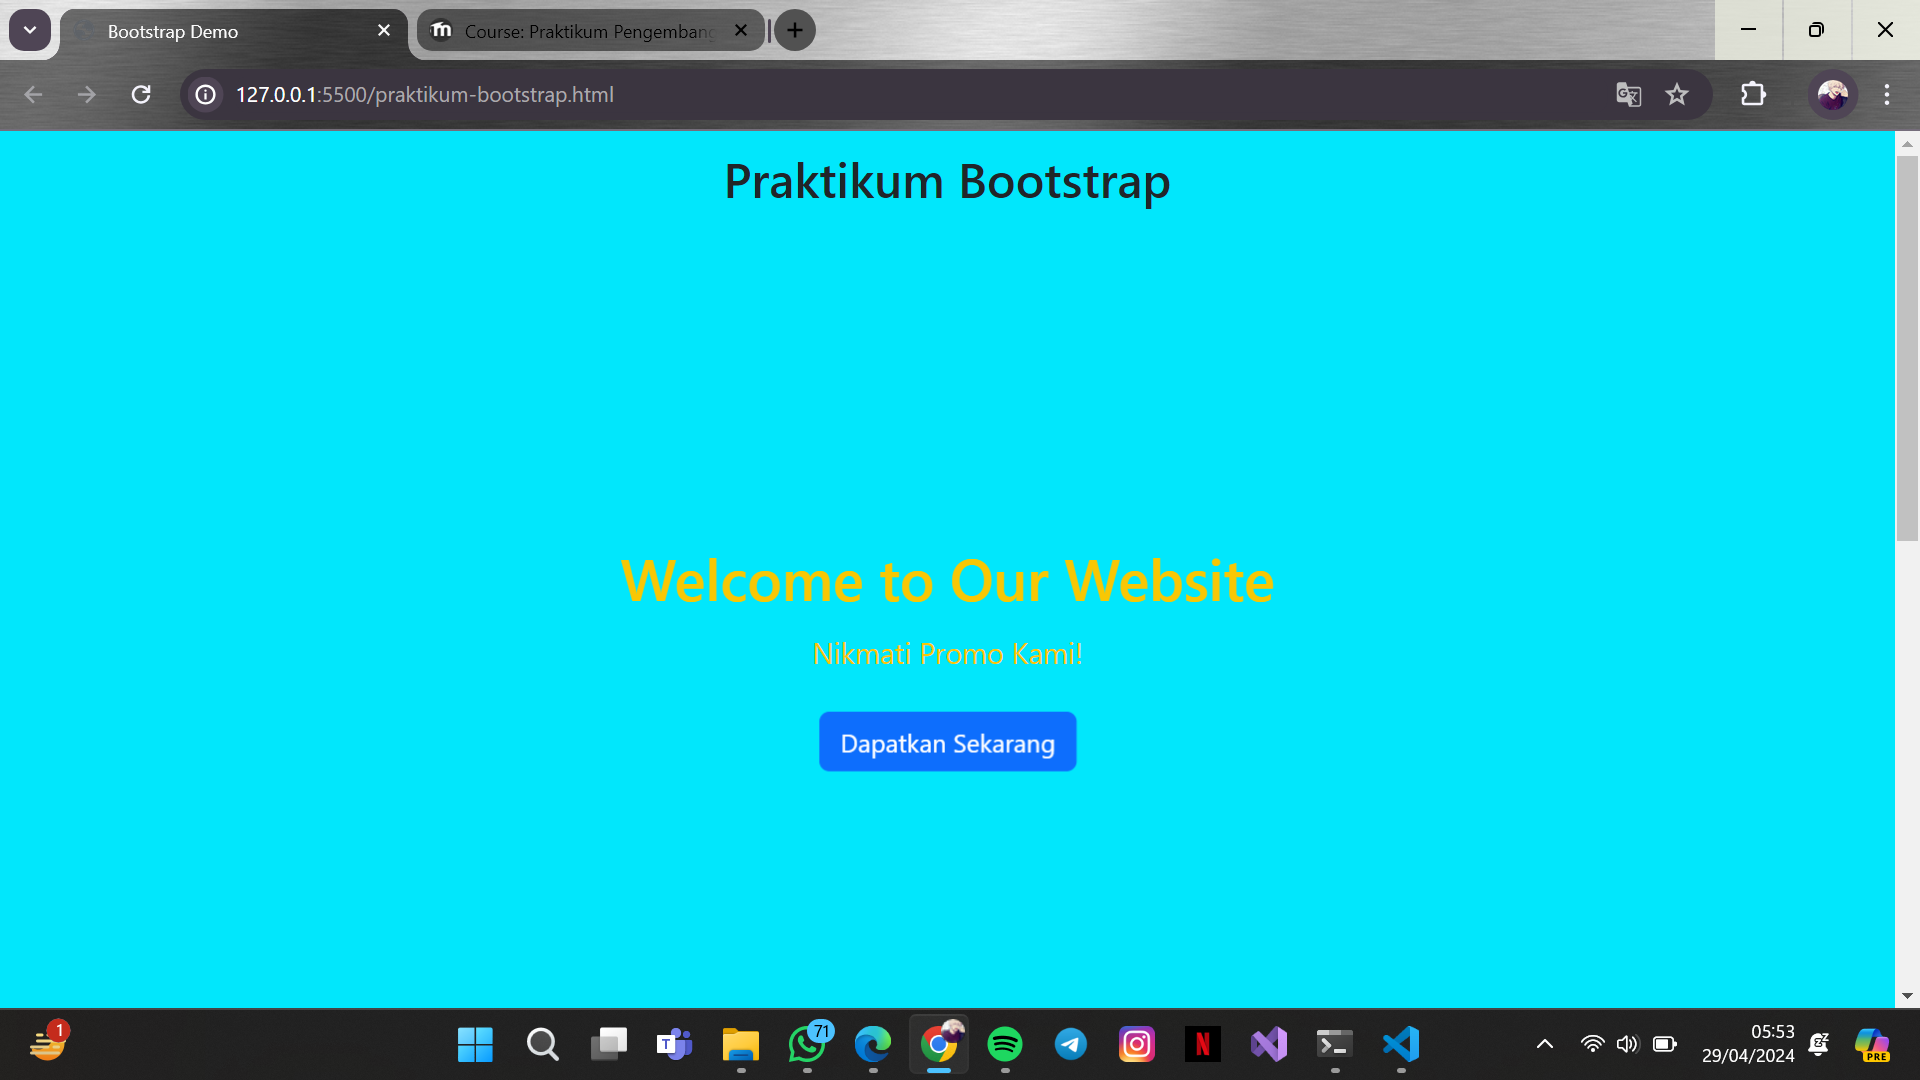 Bootstrap Demo
Course: Praktikum Pengembang
127.0.0.1:5500/praktikum-bootstrap.html
Praktikum Bootstrap
Welcome to Our Website
Nikmati Promo Kami!
Dapatkan Sekarang
1
T
71
N
05:53
29/04/2024
PRE